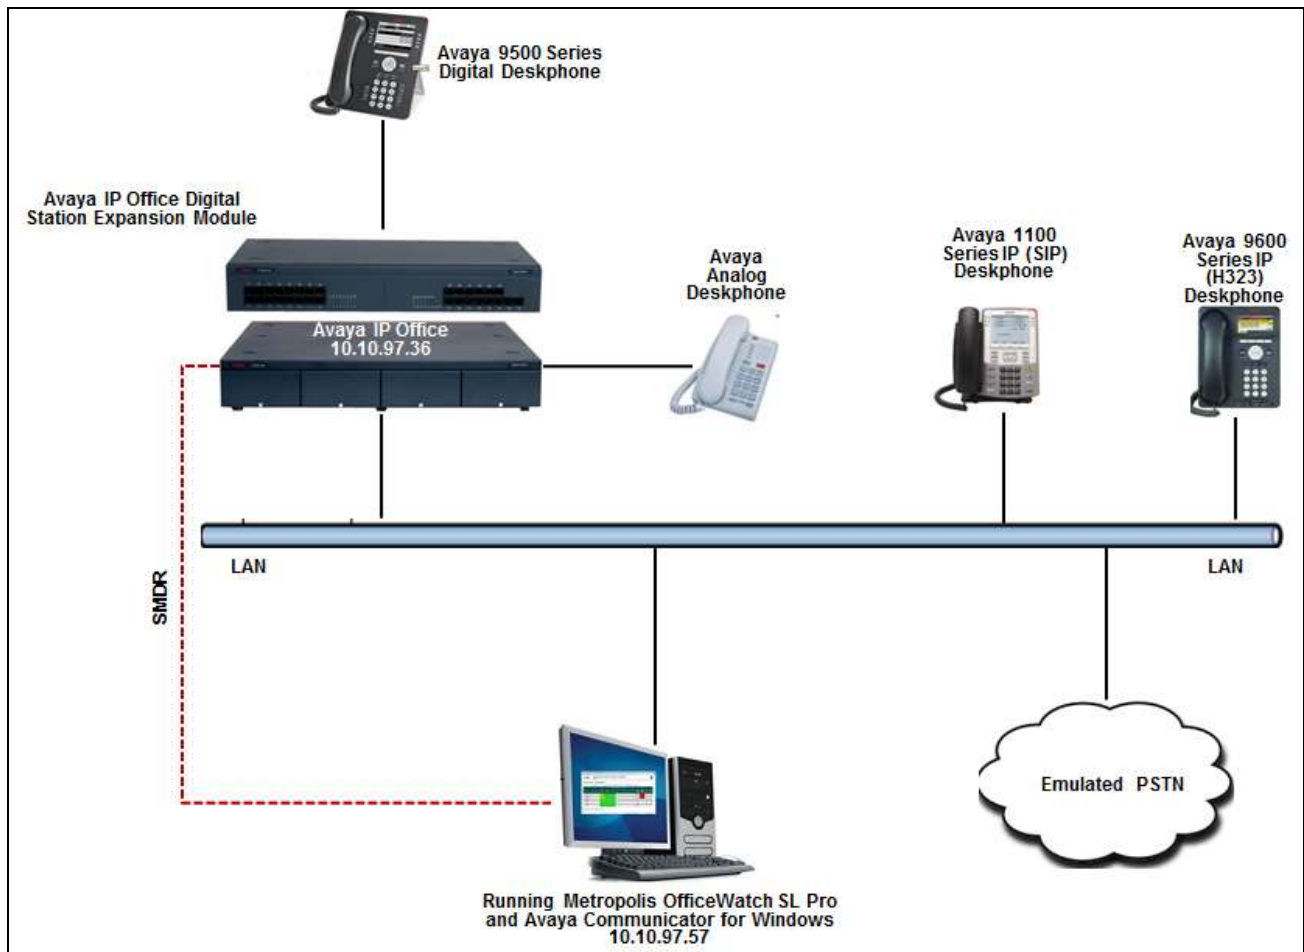 Avaya 9500 Series
Digital Deskphone
Avaya IP Office Digital
Station Expansion Module
Avaya IP Office
10.10.97.36
Avaya
Analog
Deskphone
Avaya 1100
Series IP (SIP)
Deskphone
Avaya 9600
Series IP
(H323)
Deskphone
LAN
LAN
SMDR
Emulated PSTN
Running Metropolis OfficeWatch SL Pro
and Avaya Communicator for Windows
10.10.97.57